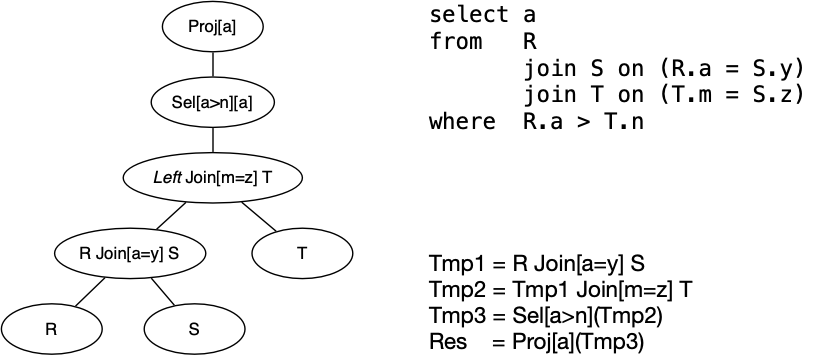 Proj[a]
Sel[a>n][a]
Left Join[m=z] T
R Join[a=y] S
T
R
S
select a
from R
join S on (R.a = S.y)
join T on (T.m = S.z)
where R.a > T.n
Tmp1 = R Join[a=y] S
Tmp2 = Tmp1 Join[m=z] T
Tmp3 = Sel[a>n](Tmp2)
Res = Proj[a](Tmp3)